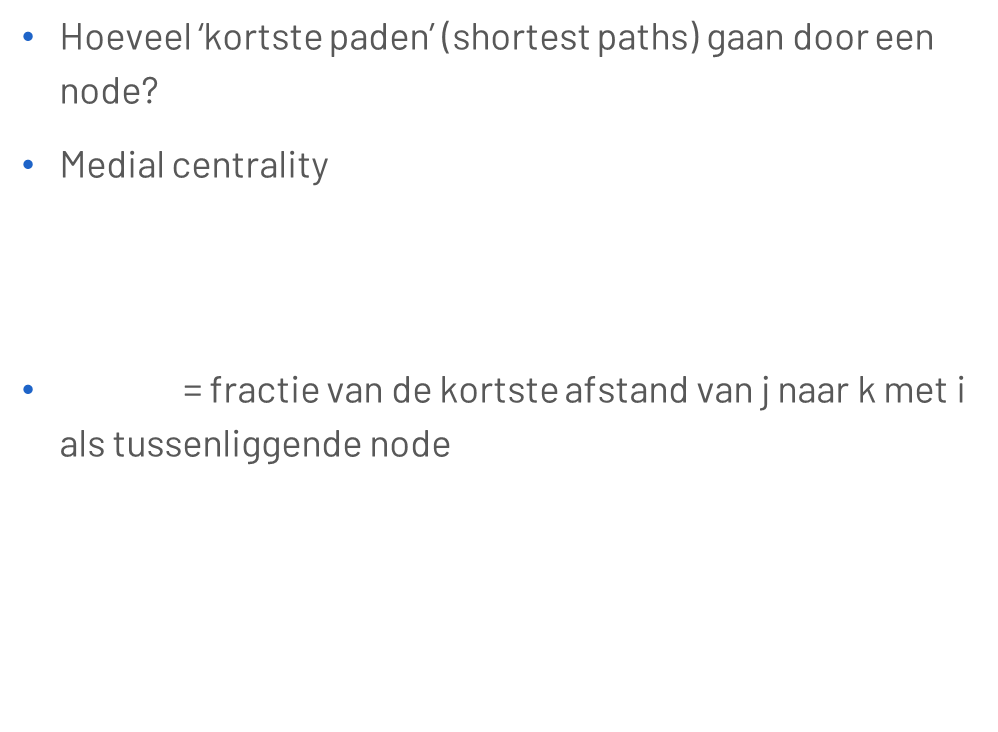 • Hoeveel ‘kortste paden’ (shortest paths) gaan door een
node?
• Medial centrality
• = fractie van de kortste afstand van j naar k met i
als tussenliggende node